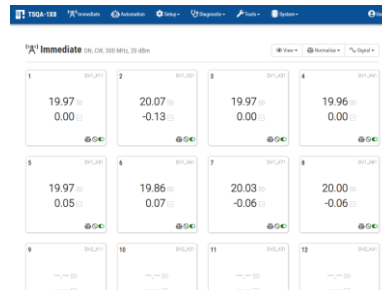 TSQA-1X8 Immediate Automation Setup Diagnostic Tools System
Immediate ON, CW, 300 MHz, 20 dBm View Normalize Signal
1 2 3 4
19.97 20.07 19.97 19.96
0.00 -0.13 0.00 0.00
5 6 7 8
19.97 19.86 20.03 20.00
0.05 0.07 -0.06 -0.06
9 10 11 12
--.-- --.-- --.-- --.--